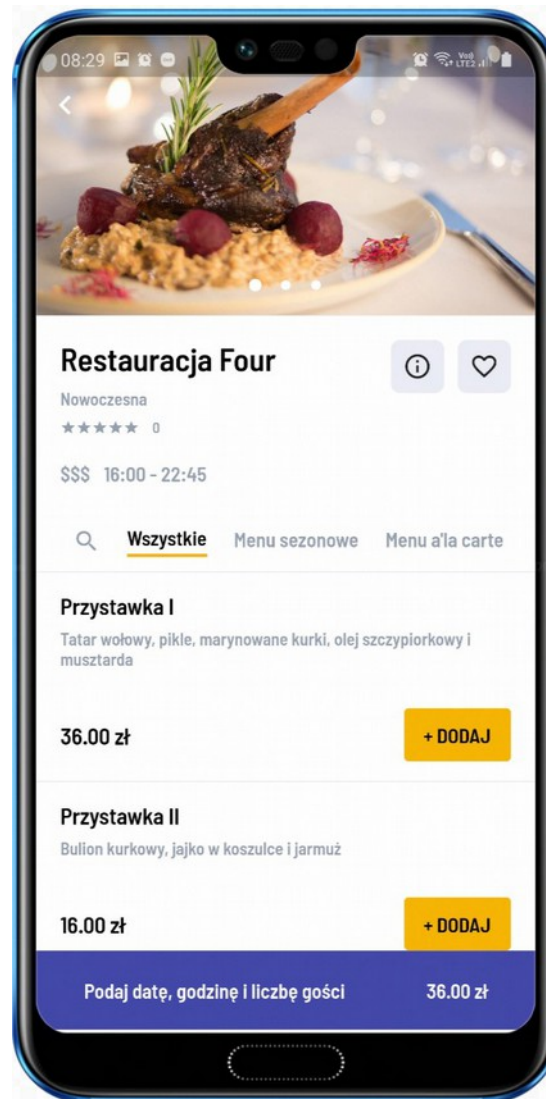 08:29
Vo))
LTE2
Restauracja Four
Nowoczesna
★★★★★ 0
$$$ 16:00 - 22:45
Wszystkie Menu sezonowe Menu a'la carte
Przystawka I
Tatar wołowy, pikle, marynowane kurki, olej szczypiorkowy i
musztarda
36.00 zł + DODAJ
Przystawka II
Bulion kurkowy, jajko w koszulce i jarmuż
16.00 zł + DODAJ
Podaj datę, godzinę i liczbę gości 36.00 zł